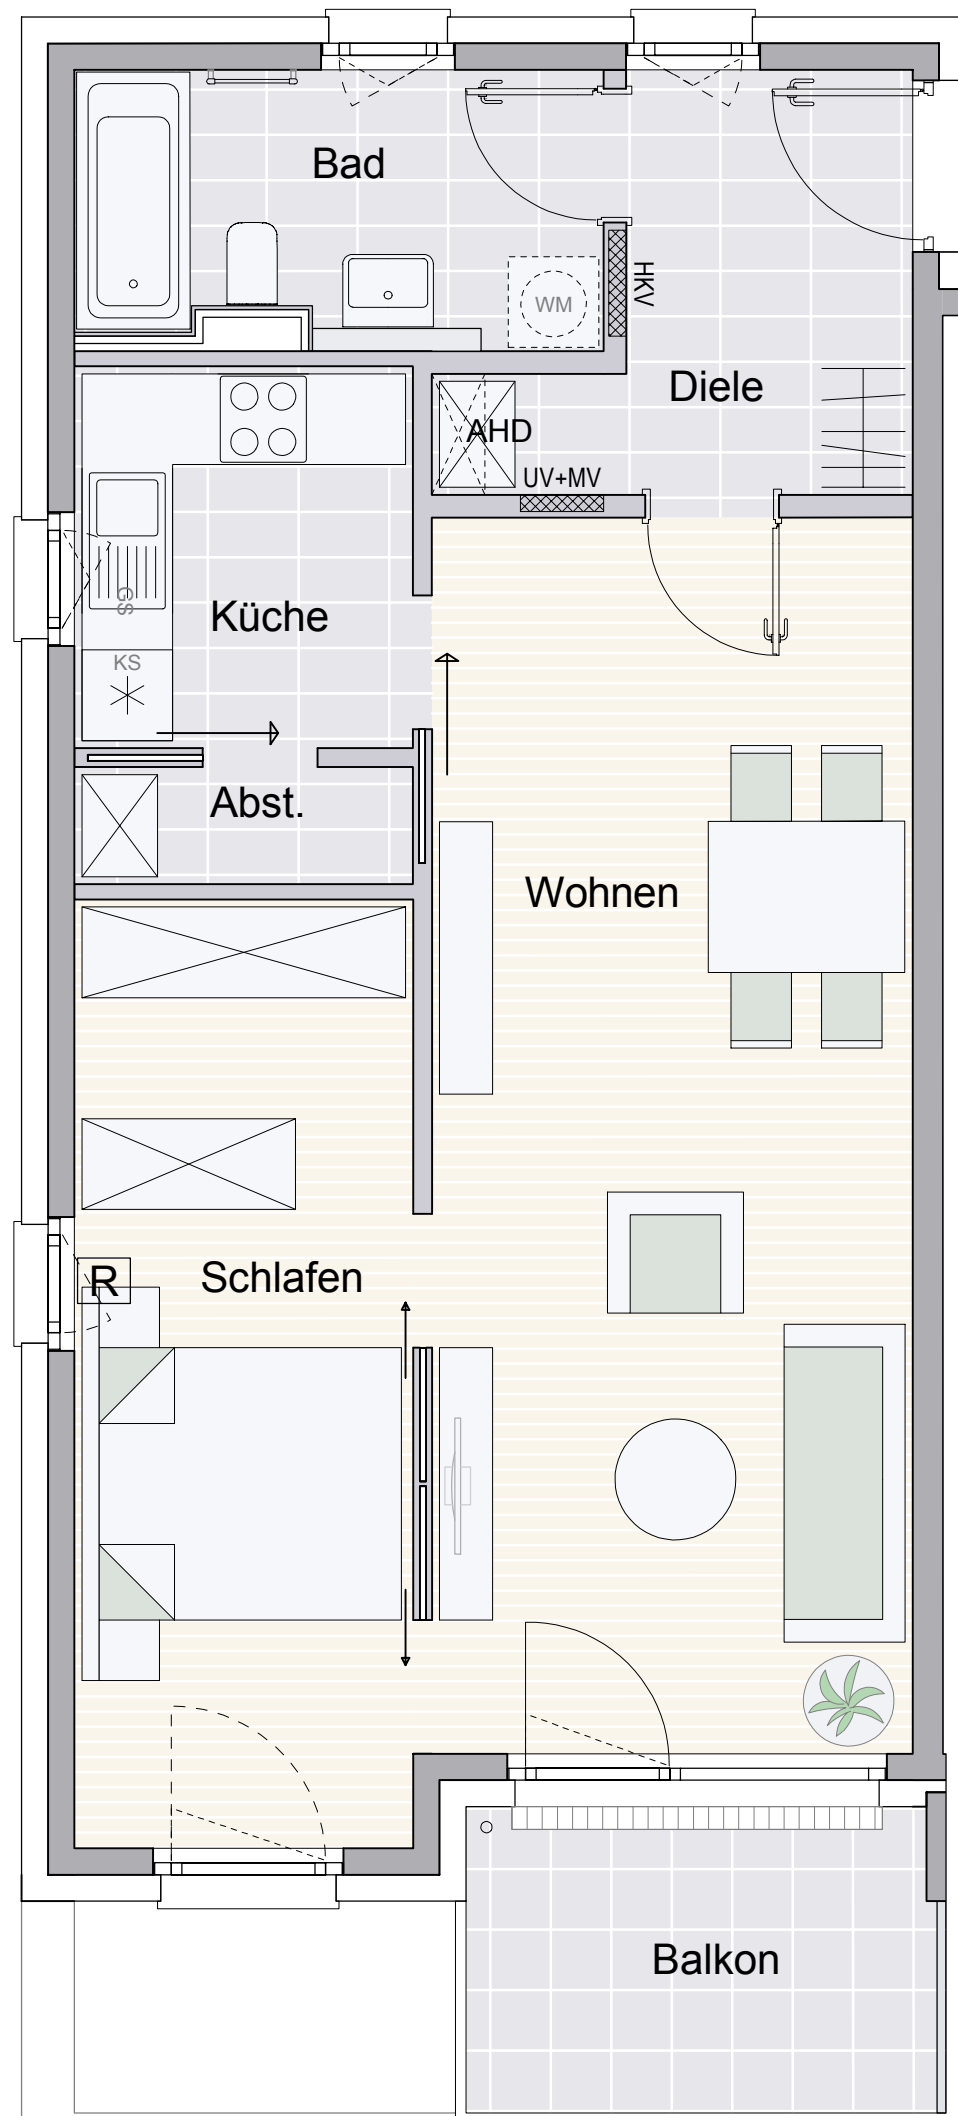 Bad
WM
HKV
Diele
AHD
UV+MV
GS
Küche
KS
Abst.
Wohnen
R
Schlafen
Balkon